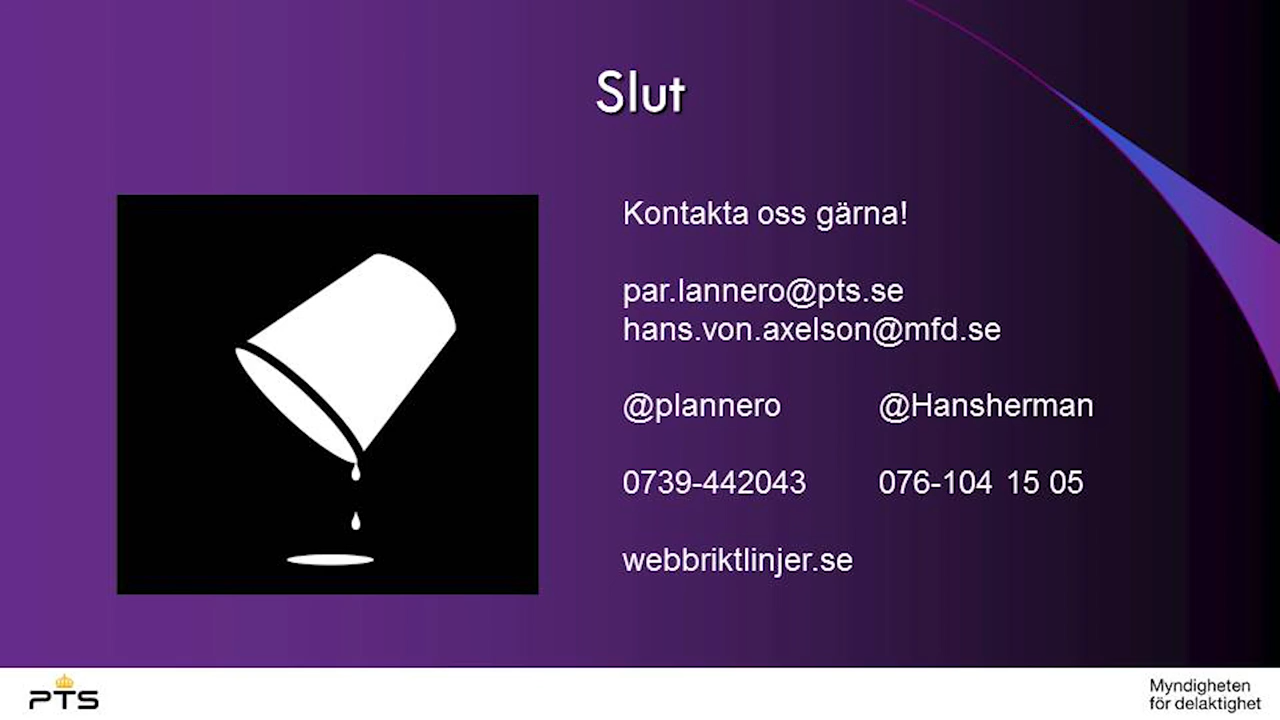 Slut
Kontakta oss gärna!
par.lannero@pts.se
hans.von.axelson@mfd.se
@plannero @Hansherman
0739-442043 076-104 15 05
webbriktlinjer.se
PTS
Myndigheten
för delaktighet